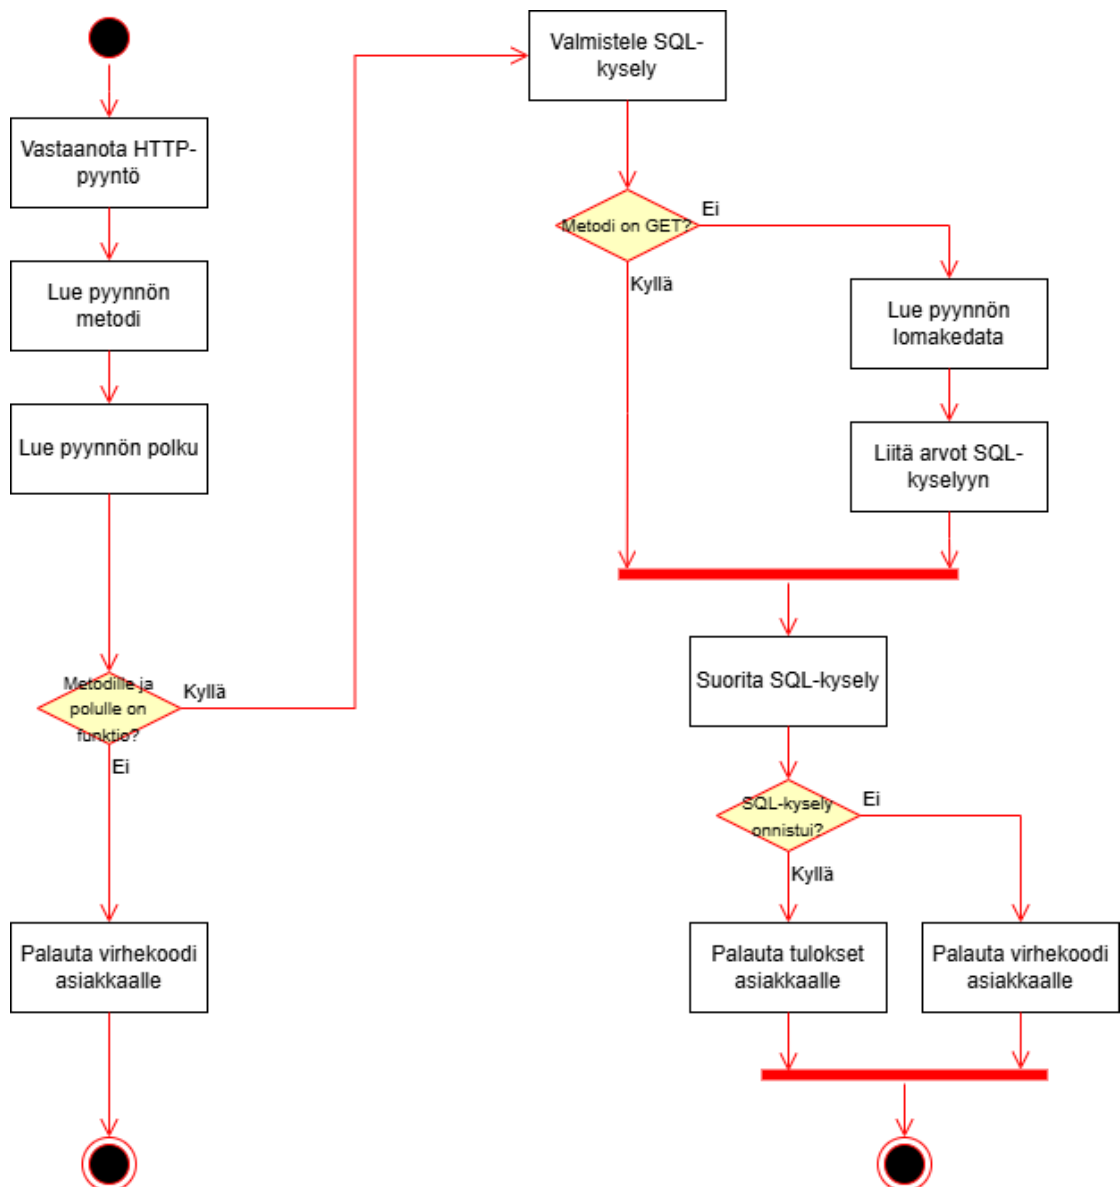 Vastaanota HTTP-
pyyntö
Lue pyynnön
metodi
Lue pyynnön polku
Metodille ja
polulle on
funktio?
Kyllä
Ei
Palauta virhekoodi
asiakkaalle
Valmistele SQL-
kysely
Metodi on GET?
Ei
Kyllä
Lue pyynnön
lomakedata
Liitä arvot SQL-
kyselyyn
Suorita SQL-kysely
SQL-kysely
onnistui?
Ei
Kyllä
Palauta tulokset
asiakkaalle
Palauta virhekoodi
asiakkaalle